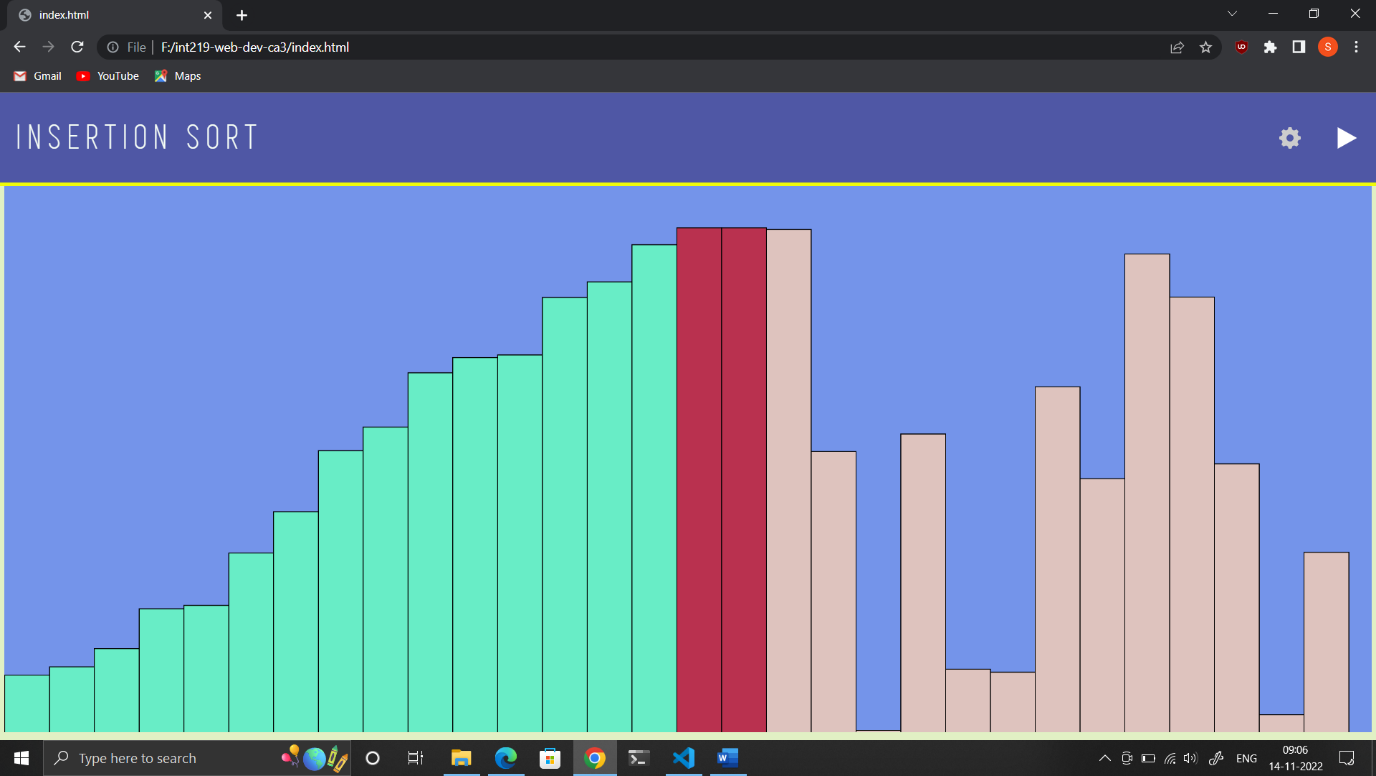 index.html
File
F:/int219-web-dev-ca3/index.html
S
Gmail
YouTube
Maps
INSERTION SORT
Type here to search
ENG
09:06
14-11-2022